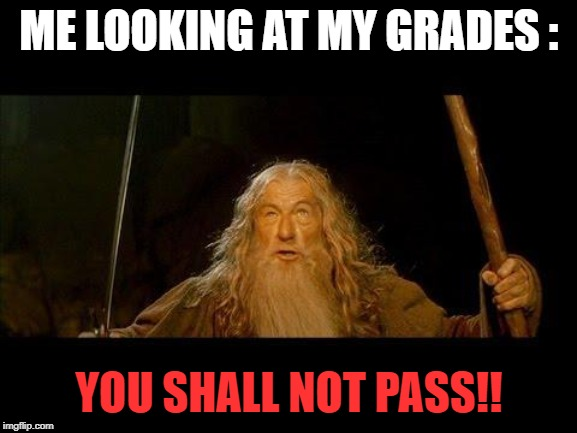 ME LOOKING AT MY GRADES :
YOU SHALL NOT PASS!!
imgflip.com